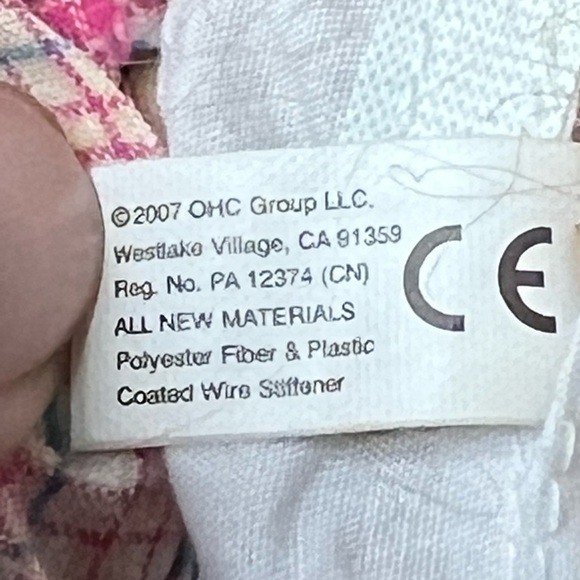 ©2007 OHC Group LLC.
Westlake Village, CA 91359
Reg. No. PA 12374 (CN)
ALL NEW MATERIALS
Polyester Fiber & Plastic
Coated Wire Stiffener
CE